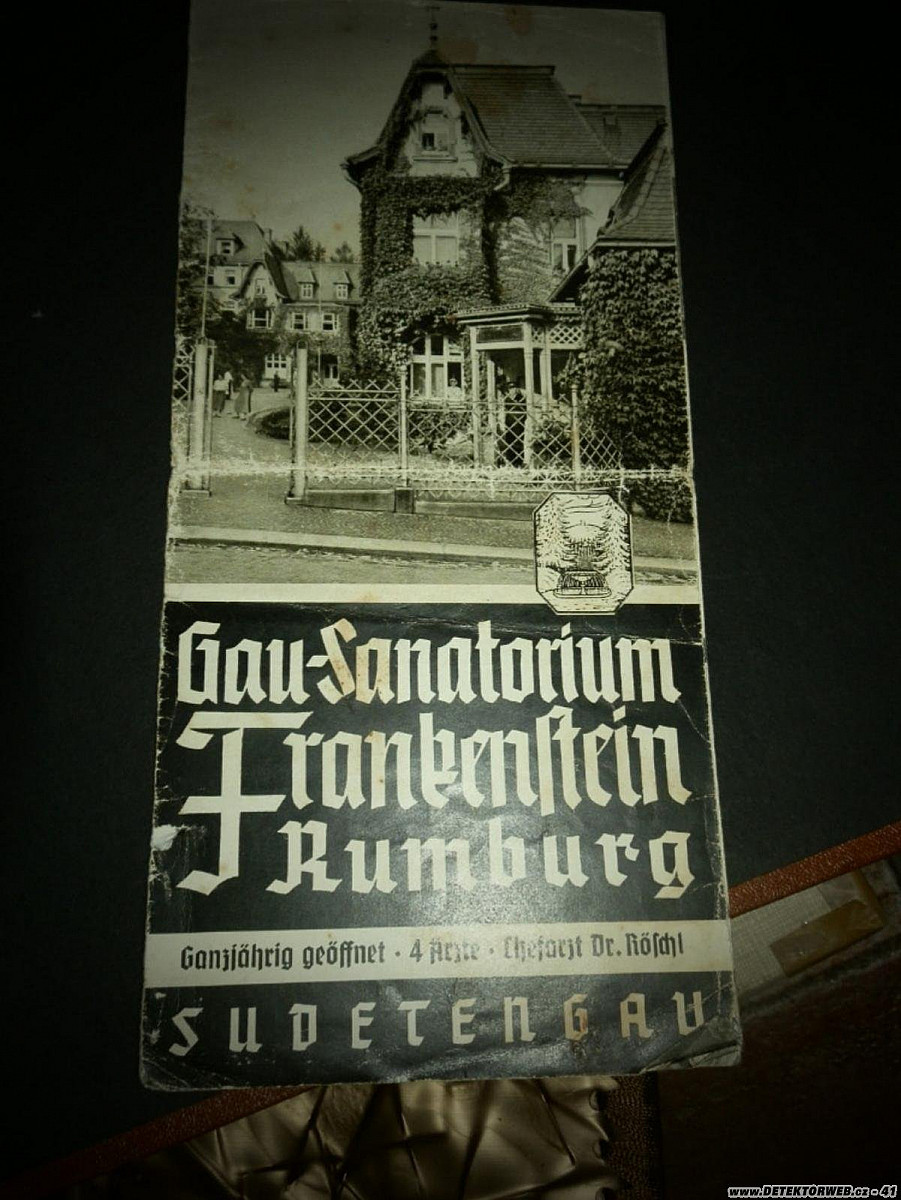 Gau-Sanatorium
Frankenstein
Rumburg
Ganzjährig geöffnet · 4 Ärzte · Chefarzt Dr. Röschl
SUDETENGAU
www.DETEKTORWEB.cz - 41